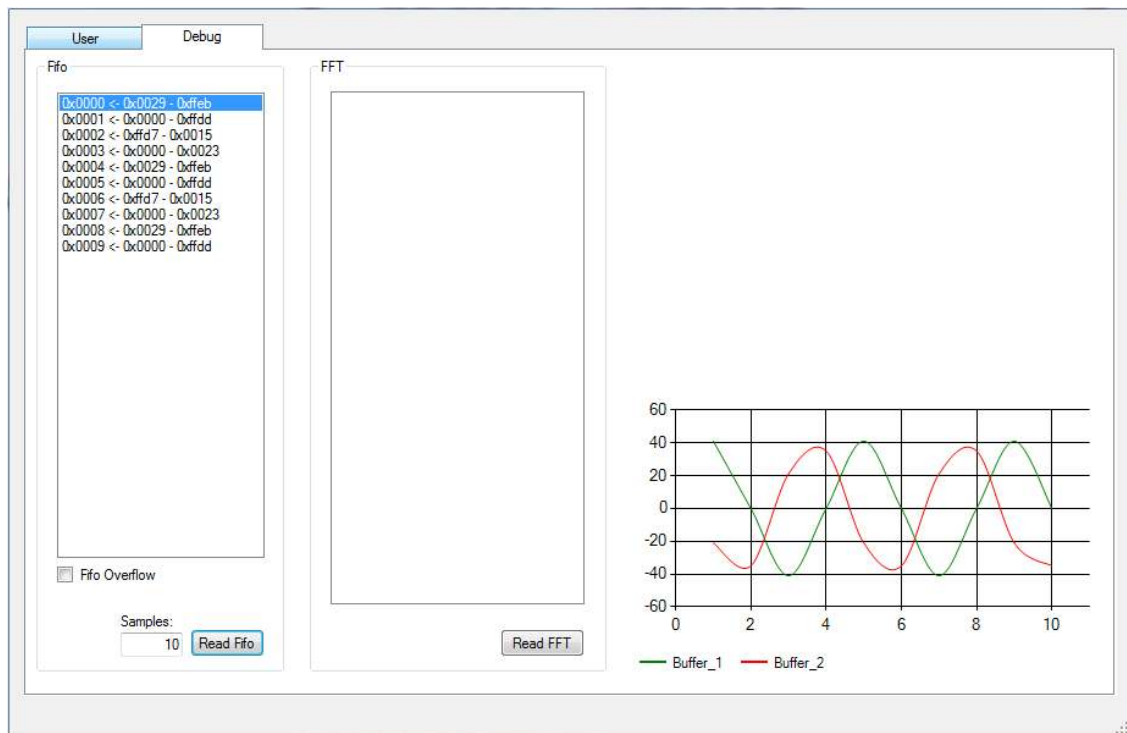 User
Debug
Fifo
0x0000 <- 0x0029 - 0xffeb
0x0001 <- 0x0000 - 0xffdd
0x0002 <- 0xffd7 - 0x0015
0x0003 <- 0x0000 - 0x0023
0x0004 <- 0x0029 - 0xffeb
0x0005 <- 0x0000 - 0xffdd
0x0006 <- 0xffd7 - 0x0015
0x0007 <- 0x0000 - 0x0023
0x0008 <- 0x0029 - 0xffeb
0x0009 <- 0x0000 - 0xffdd
Fifo Overflow
Samples:
10
Read Fifo
FFT
Read FFT
60
40
20
0
-20
-40
-60
0 2 4 6 8 10
Buffer_1 Buffer_2